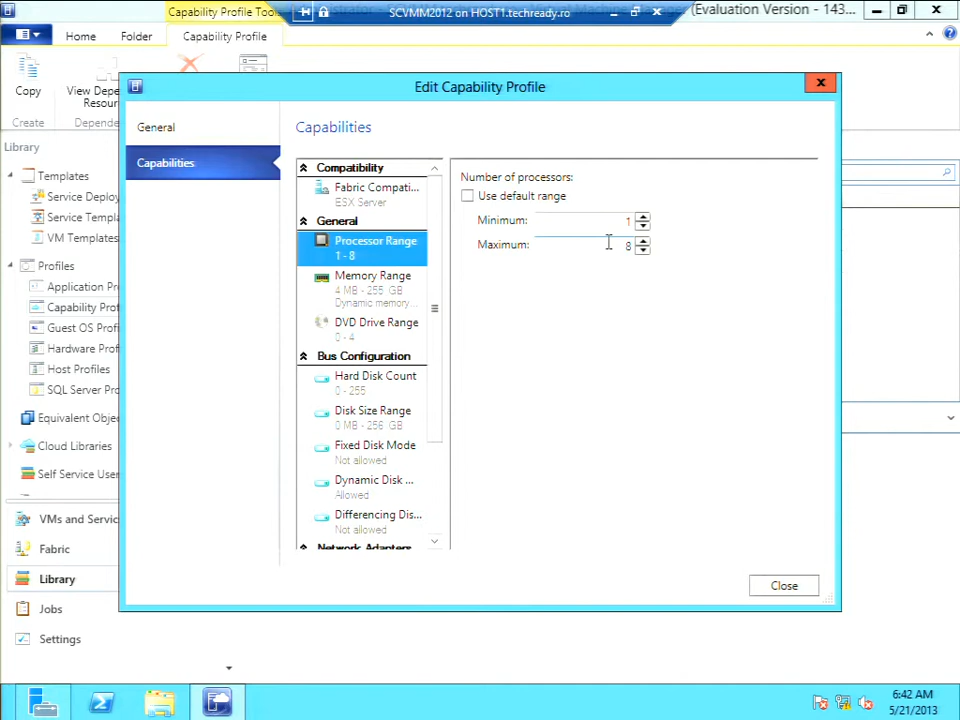 Capability Profile Tools
SCVMM2012 on HOST1.techready.ro
(Evaluation Version - 143...
Home
Folder
Capability Profile
Copy
View Depe
Resour
Create
Depende
Library
Templates
Service Deploy
Service Templa
VM Templates
Profiles
Application Pr
Capability Prof
Guest OS Profi
Hardware Prof
Host Profiles
SQL Server Pro
Equivalent Obje
Cloud Libraries
Self Service User
VMs and Servic
Fabric
Library
Jobs
Settings
Edit Capability Profile
General
Capabilities
Capabilities
Compatibility
Fabric Compati...
ESX Server
General
Processor Range
1 - 8
Memory Range
4 MB - 255 GB
Dynamic memory...
DVD Drive Range
0 - 4
Bus Configuration
Hard Disk Count
0 - 255
Disk Size Range
0 MB - 256 GB
Fixed Disk Mode
Not allowed
Dynamic Disk ...
Allowed
Differencing Dis...
Not allowed
Network Adapters
Number of processors:
Use default range
Minimum: 1
Maximum: 8
Close
6:42 AM
5/21/2013